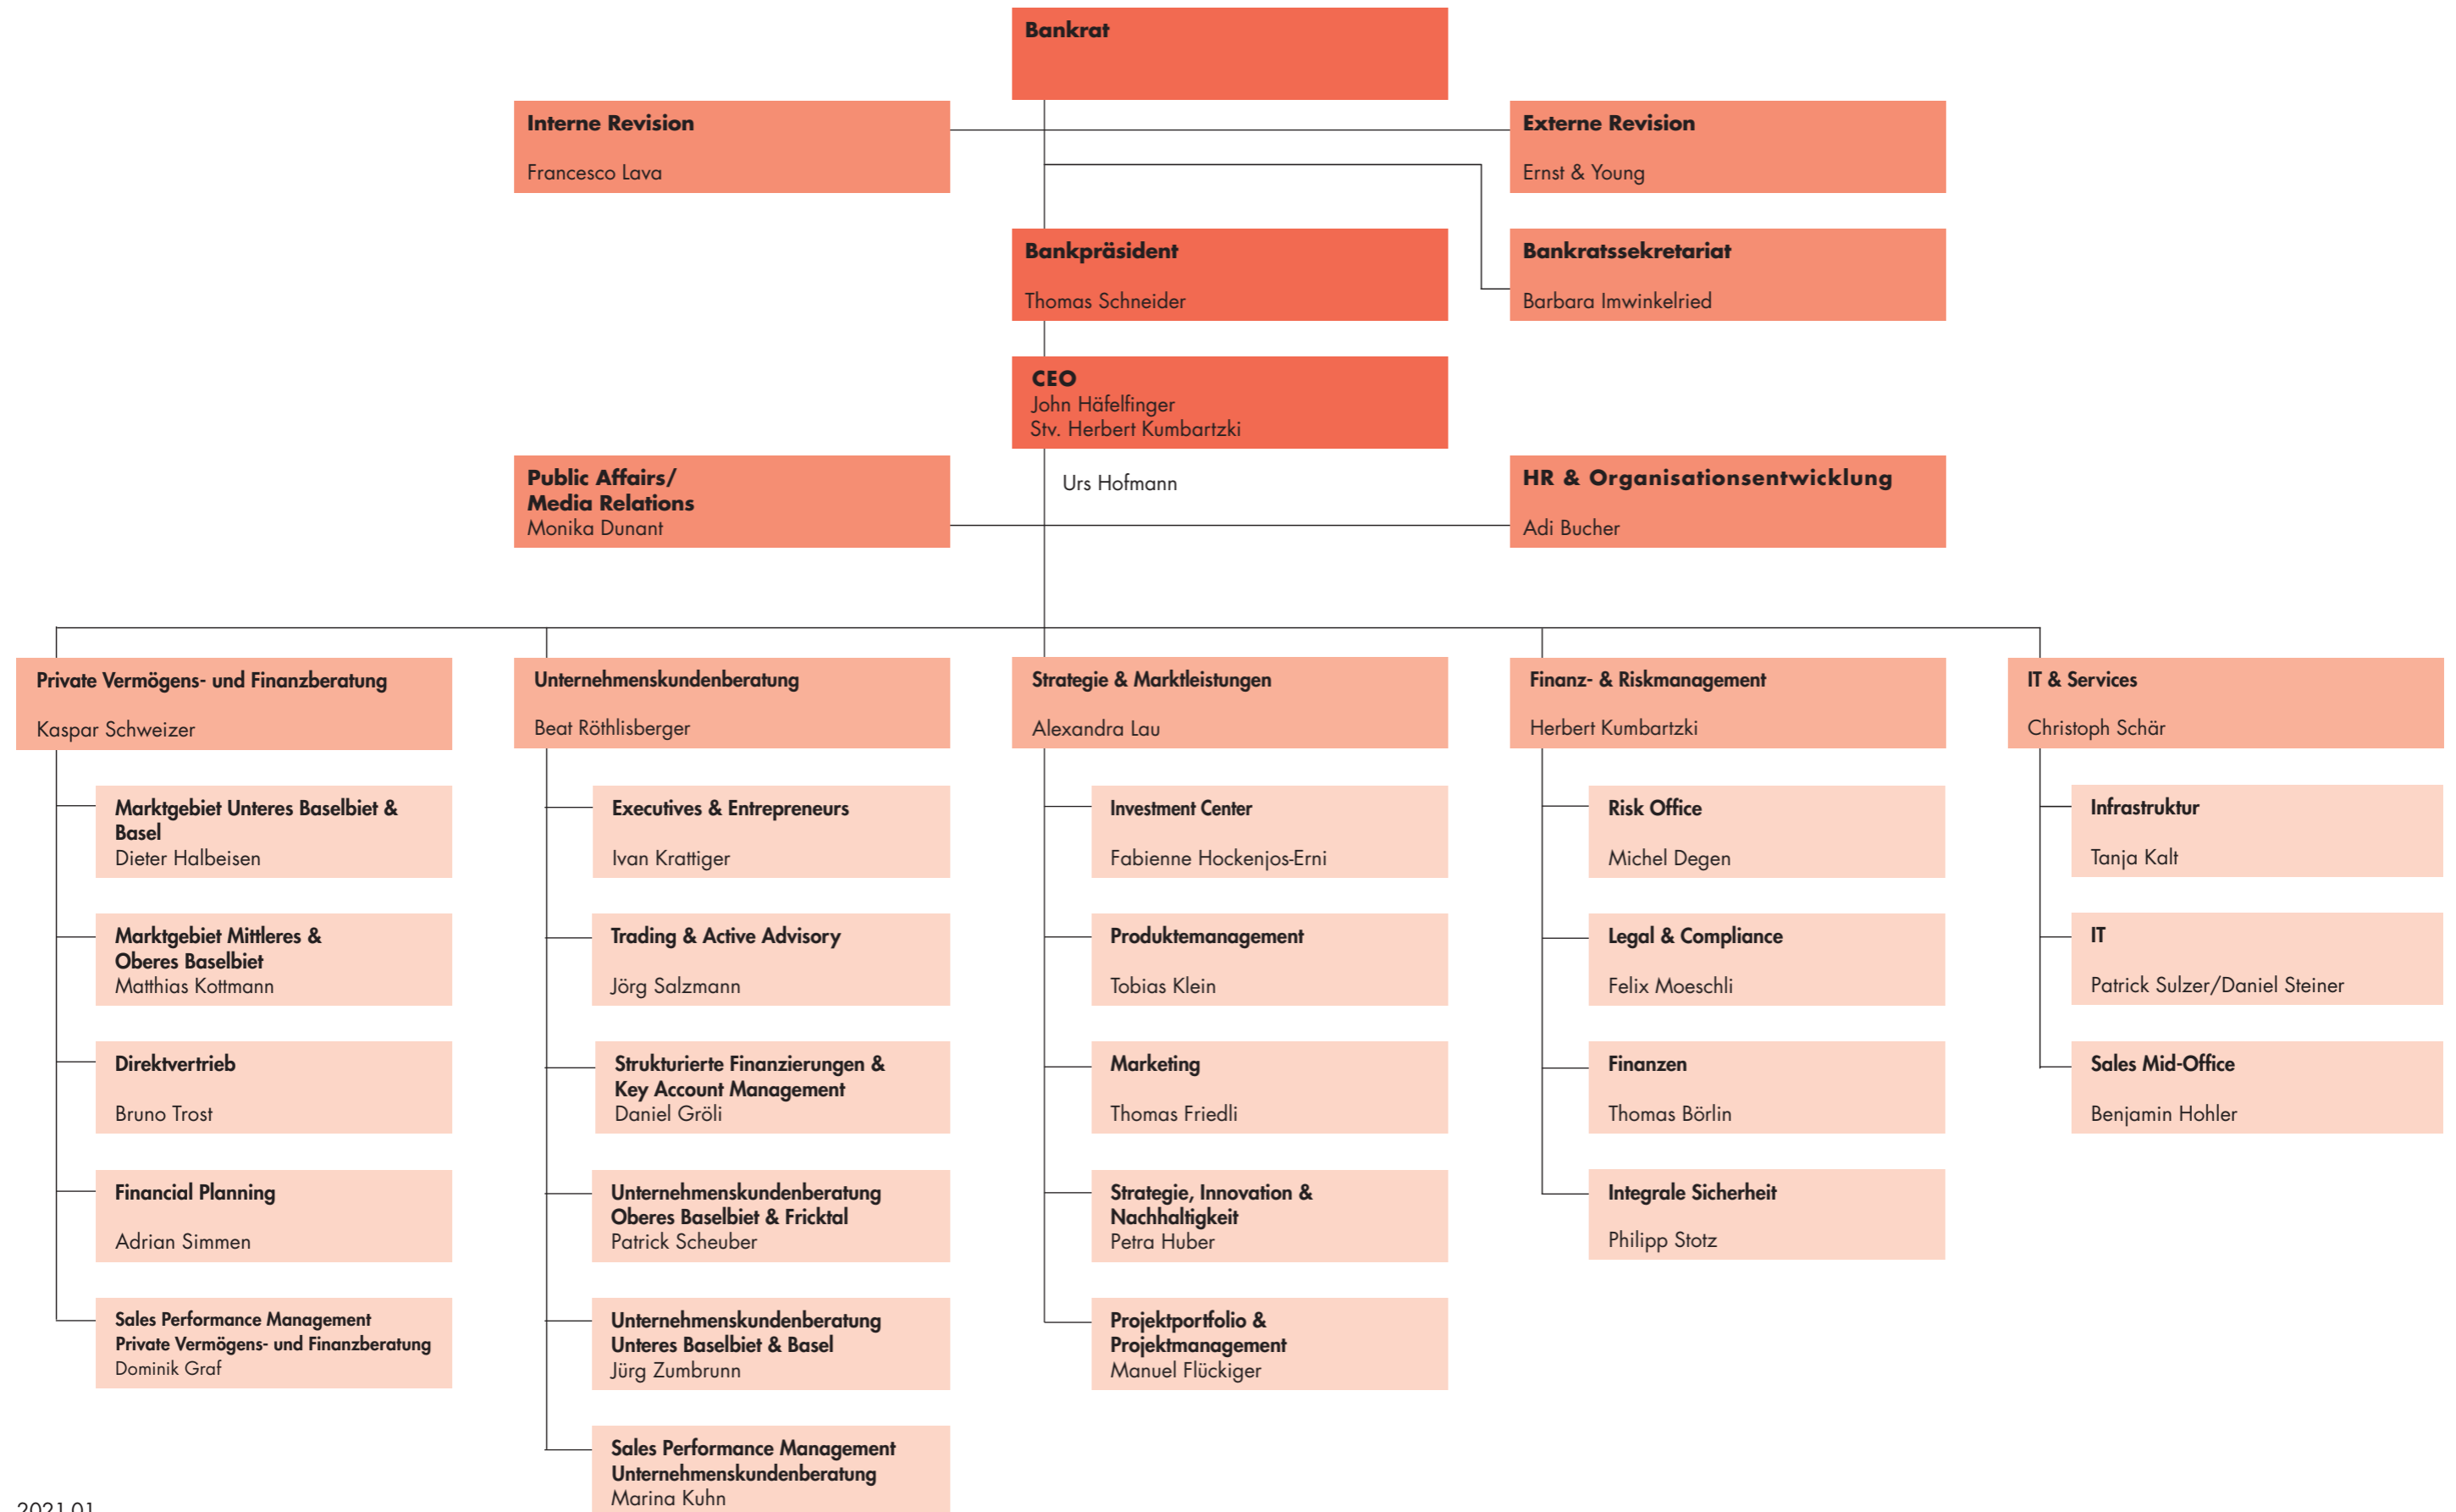 Bankrat
Interne Revision
Francesco Lava
Externe Revision
Ernst & Young
Bankpräsident
Thomas Schneider
Bankratssekretariat
Barbara Imwinkelried
CEO
John Häfelfinger
Stv. Herbert Kumbartzki
Public Affairs/
Media Relations
Monika Dunant
Urs Hofmann
HR & Organisationsentwicklung
Adi Bucher
Private Vermögens- und Finanzberatung
Kaspar Schweizer
Marktgebiet Unteres Baselbiet &
Basel
Dieter Halbeisen
Marktgebiet Mittleres &
Oberes Baselbiet
Matthias Kottmann
Direktvertrieb
Bruno Trost
Financial Planning
Adrian Simmen
Sales Performance Management
Private Vermögens- und Finanzberatung
Dominik Graf
Unternehmenskundenberatung
Beat Röthlisberger
Executives & Entrepreneurs
Ivan Krattiger
Trading & Active Advisory
Jörg Salzmann
Strukturierte Finanzierungen &
Key Account Management
Daniel Gröli
Unternehmenskundenberatung
Oberes Baselbiet & Fricktal
Patrick Scheuber
Unternehmenskundenberatung
Unteres Baselbiet & Basel
Jürg Zumbrunn
Sales Performance Management
Unternehmenskundenberatung
Marina Kuhn
Strategie & Marktleistungen
Alexandra Lau
Investment Center
Fabienne Hockenjos-Erni
Produktemanagement
Tobias Klein
Marketing
Thomas Friedli
Strategie, Innovation &
Nachhaltigkeit
Petra Huber
Projektportfolio &
Projektmanagement
Manuel Flückiger
Finanz- & Riskmanagement
Herbert Kumbartzki
Risk Office
Michel Degen
Legal & Compliance
Felix Moeschli
Finanzen
Thomas Börlin
Integrale Sicherheit
Philipp Stotz
IT & Services
Christoph Schär
Infrastruktur
Tanja Kalt
IT
Patrick Sulzer/Daniel Steiner
Sales Mid-Office
Benjamin Hohler
2021.01